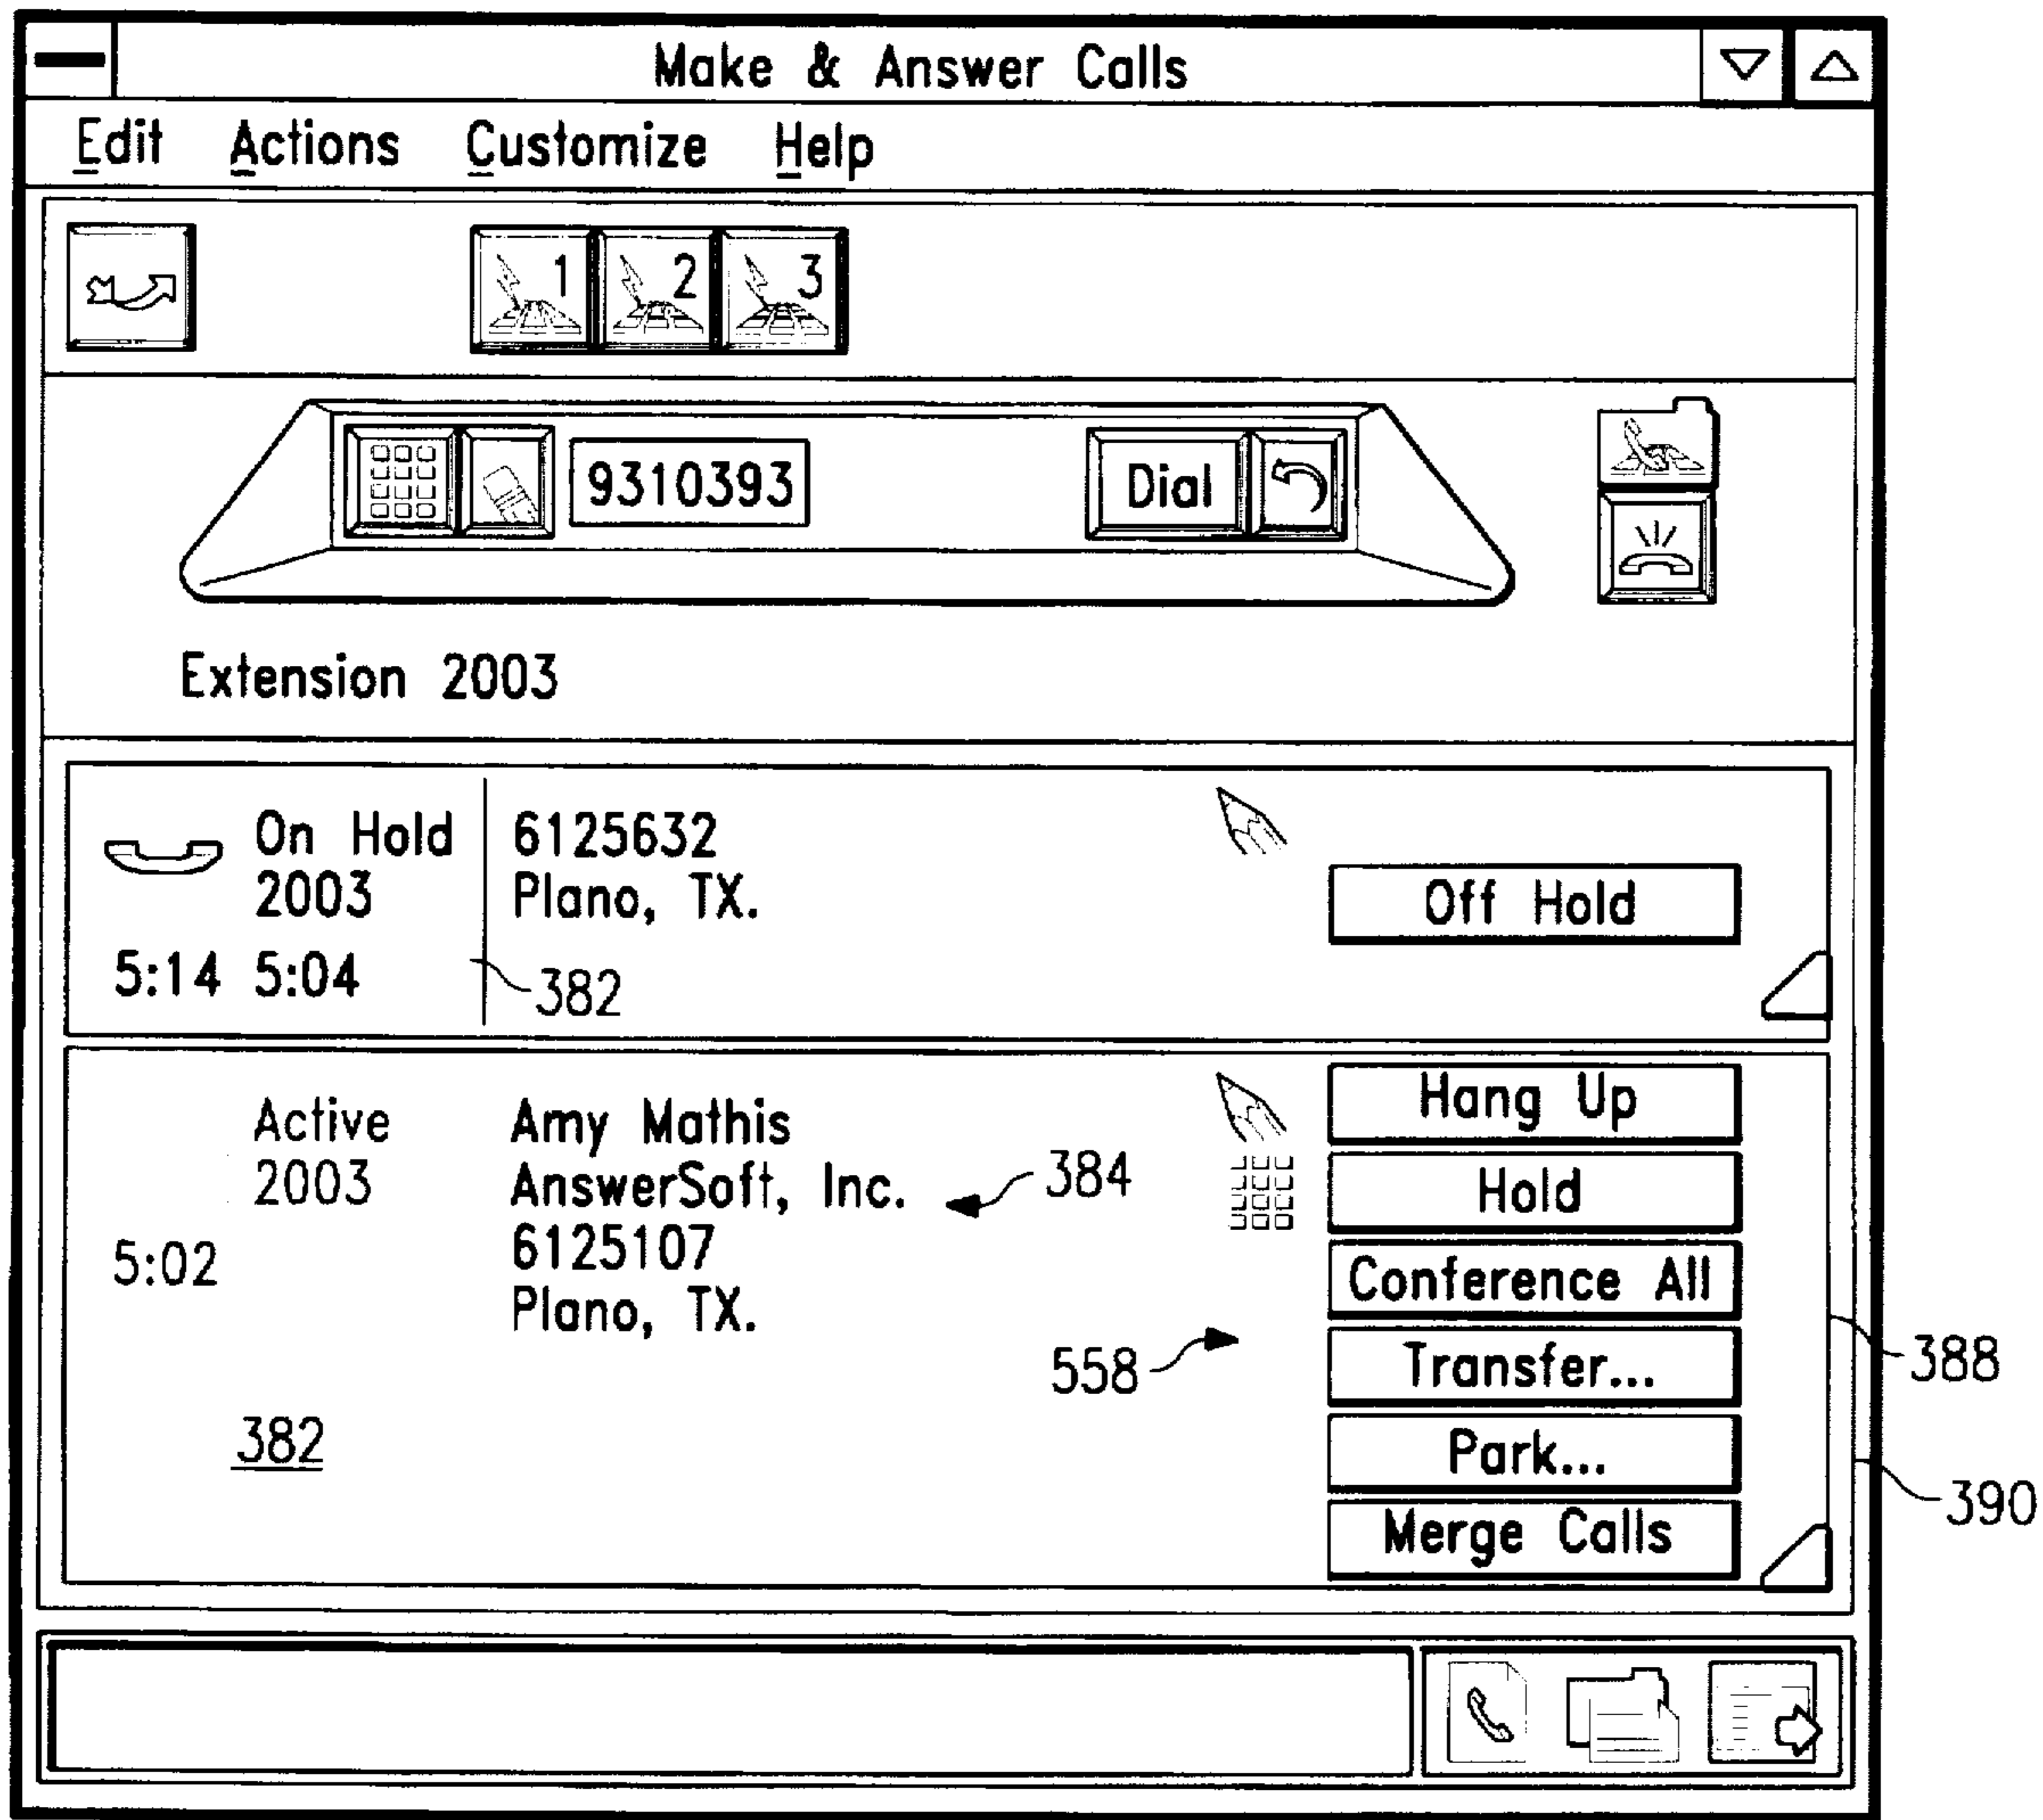 Make & Answer Calls
Edit Actions Customize Help
1 2 3
9310393 Dial
Extension 2003
On Hold 6125632
2003 Plano, TX.
Off Hold
5:14 5:04
382
Active Amy Mathis
2003 AnswerSoft, Inc.
384
6125107
5:02
Plano, TX.
382
Hang Up
Hold
Conference All
558
Transfer...
388
Park...
390
Merge Calls